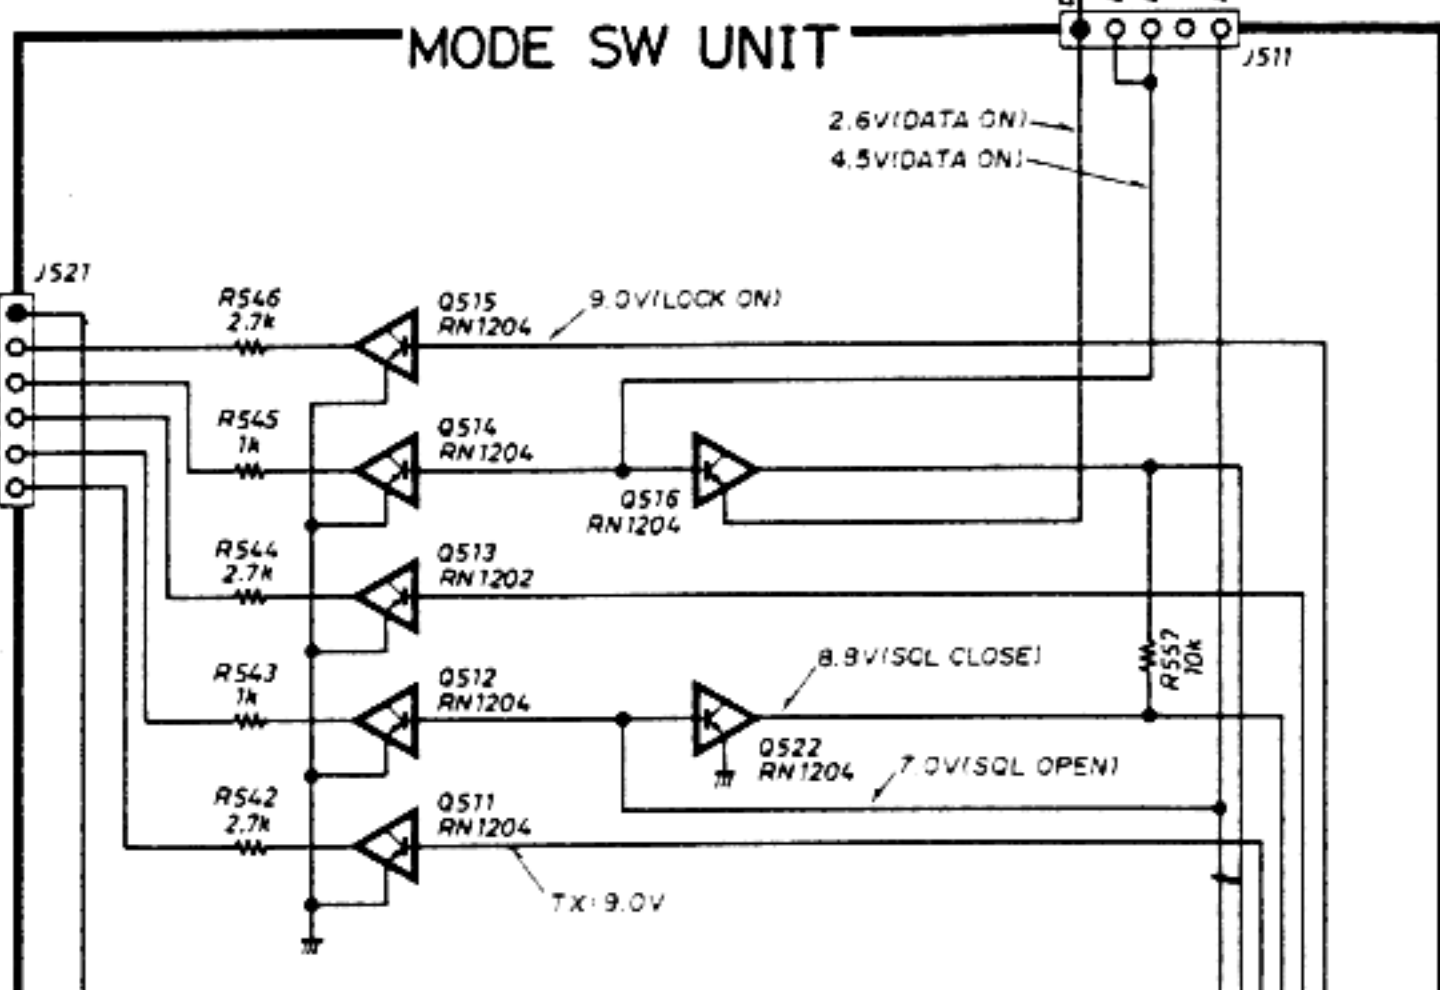 MODE SW UNIT
J511
2.6V(DATA ON)
4.5V(DATA ON)
J521
R546
2.7k
Q515
RN1204
9.0V(LOCK ON)
R545
1k
Q514
RN1204
Q516
RN1204
R544
2.7k
Q513
RN1202
R543
1k
Q512
RN1204
8.8V(SQL CLOSE)
R557
10k
Q522
RN1204
7.0V(SQL OPEN)
R542
2.7k
Q511
RN1204
TX:9.0V